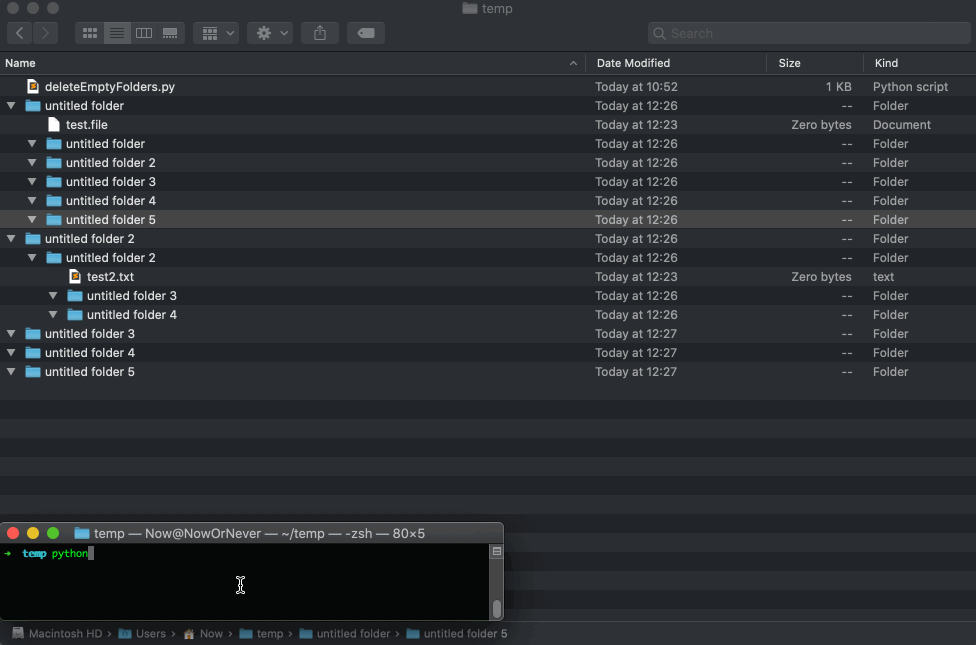 temp
Search
Name Date Modified Size Kind
deleteEmptyFolders.py Today at 10:52 1 KB Python script
untitled folder Today at 12:26 -- Folder
test.file Today at 12:23 Zero bytes Document
untitled folder Today at 12:26 -- Folder
untitled folder 2 Today at 12:26 -- Folder
untitled folder 3 Today at 12:26 -- Folder
untitled folder 4 Today at 12:26 -- Folder
untitled folder 5 Today at 12:26 -- Folder
untitled folder 2 Today at 12:26 -- Folder
untitled folder 2 Today at 12:26 -- Folder
test2.txt Today at 12:23 Zero bytes text
untitled folder 3 Today at 12:26 -- Folder
untitled folder 4 Today at 12:26 -- Folder
untitled folder 3 Today at 12:27 -- Folder
untitled folder 4 Today at 12:27 -- Folder
untitled folder 5 Today at 12:27 -- Folder
temp — Now@NowOrNever — ~/temp — -zsh — 80×5
➜ temp python
Macintosh HD › Users › Now › temp › untitled folder › untitled folder 5